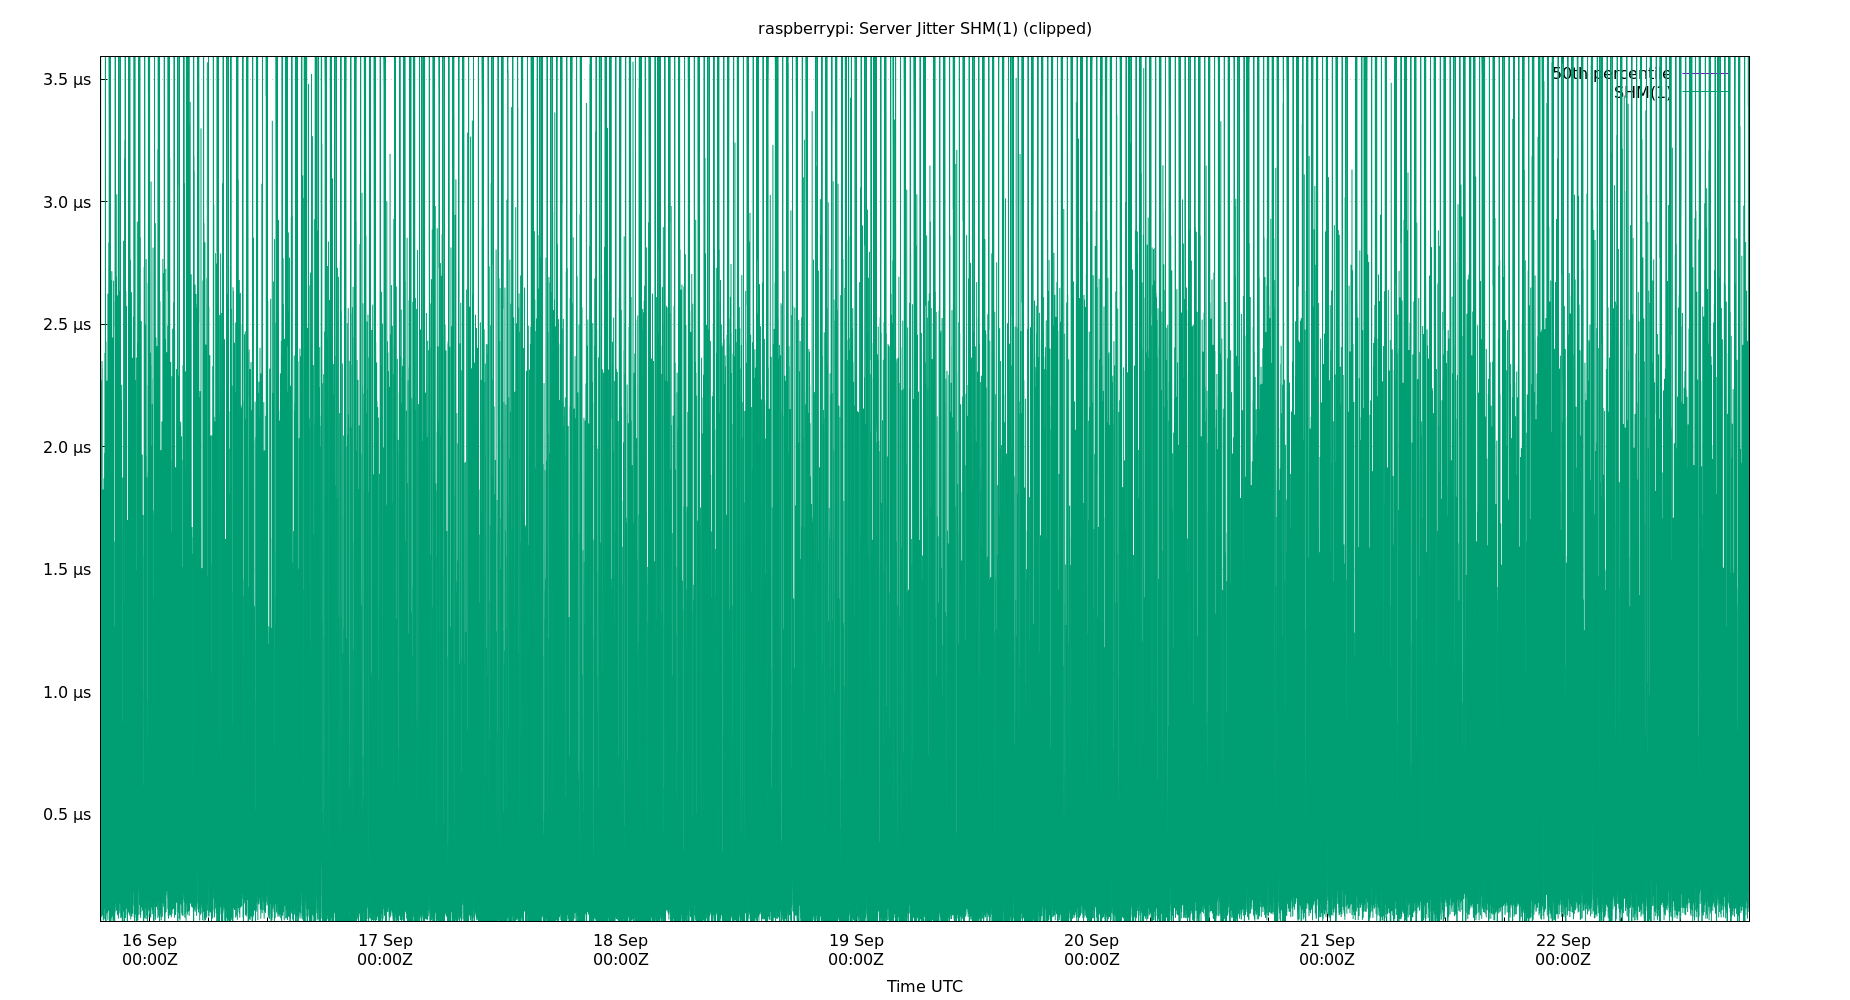 raspberrypi: Server Jitter SHM(1) (clipped)
50th percentile
SHM(1)
3.5 µs
3.0 µs
2.5 µs
2.0 µs
1.5 µs
1.0 µs
0.5 µs
16 Sep 17 Sep 18 Sep 19 Sep 20 Sep 21 Sep 22 Sep
00:00Z 00:00Z 00:00Z 00:00Z 00:00Z 00:00Z 00:00Z
Time UTC